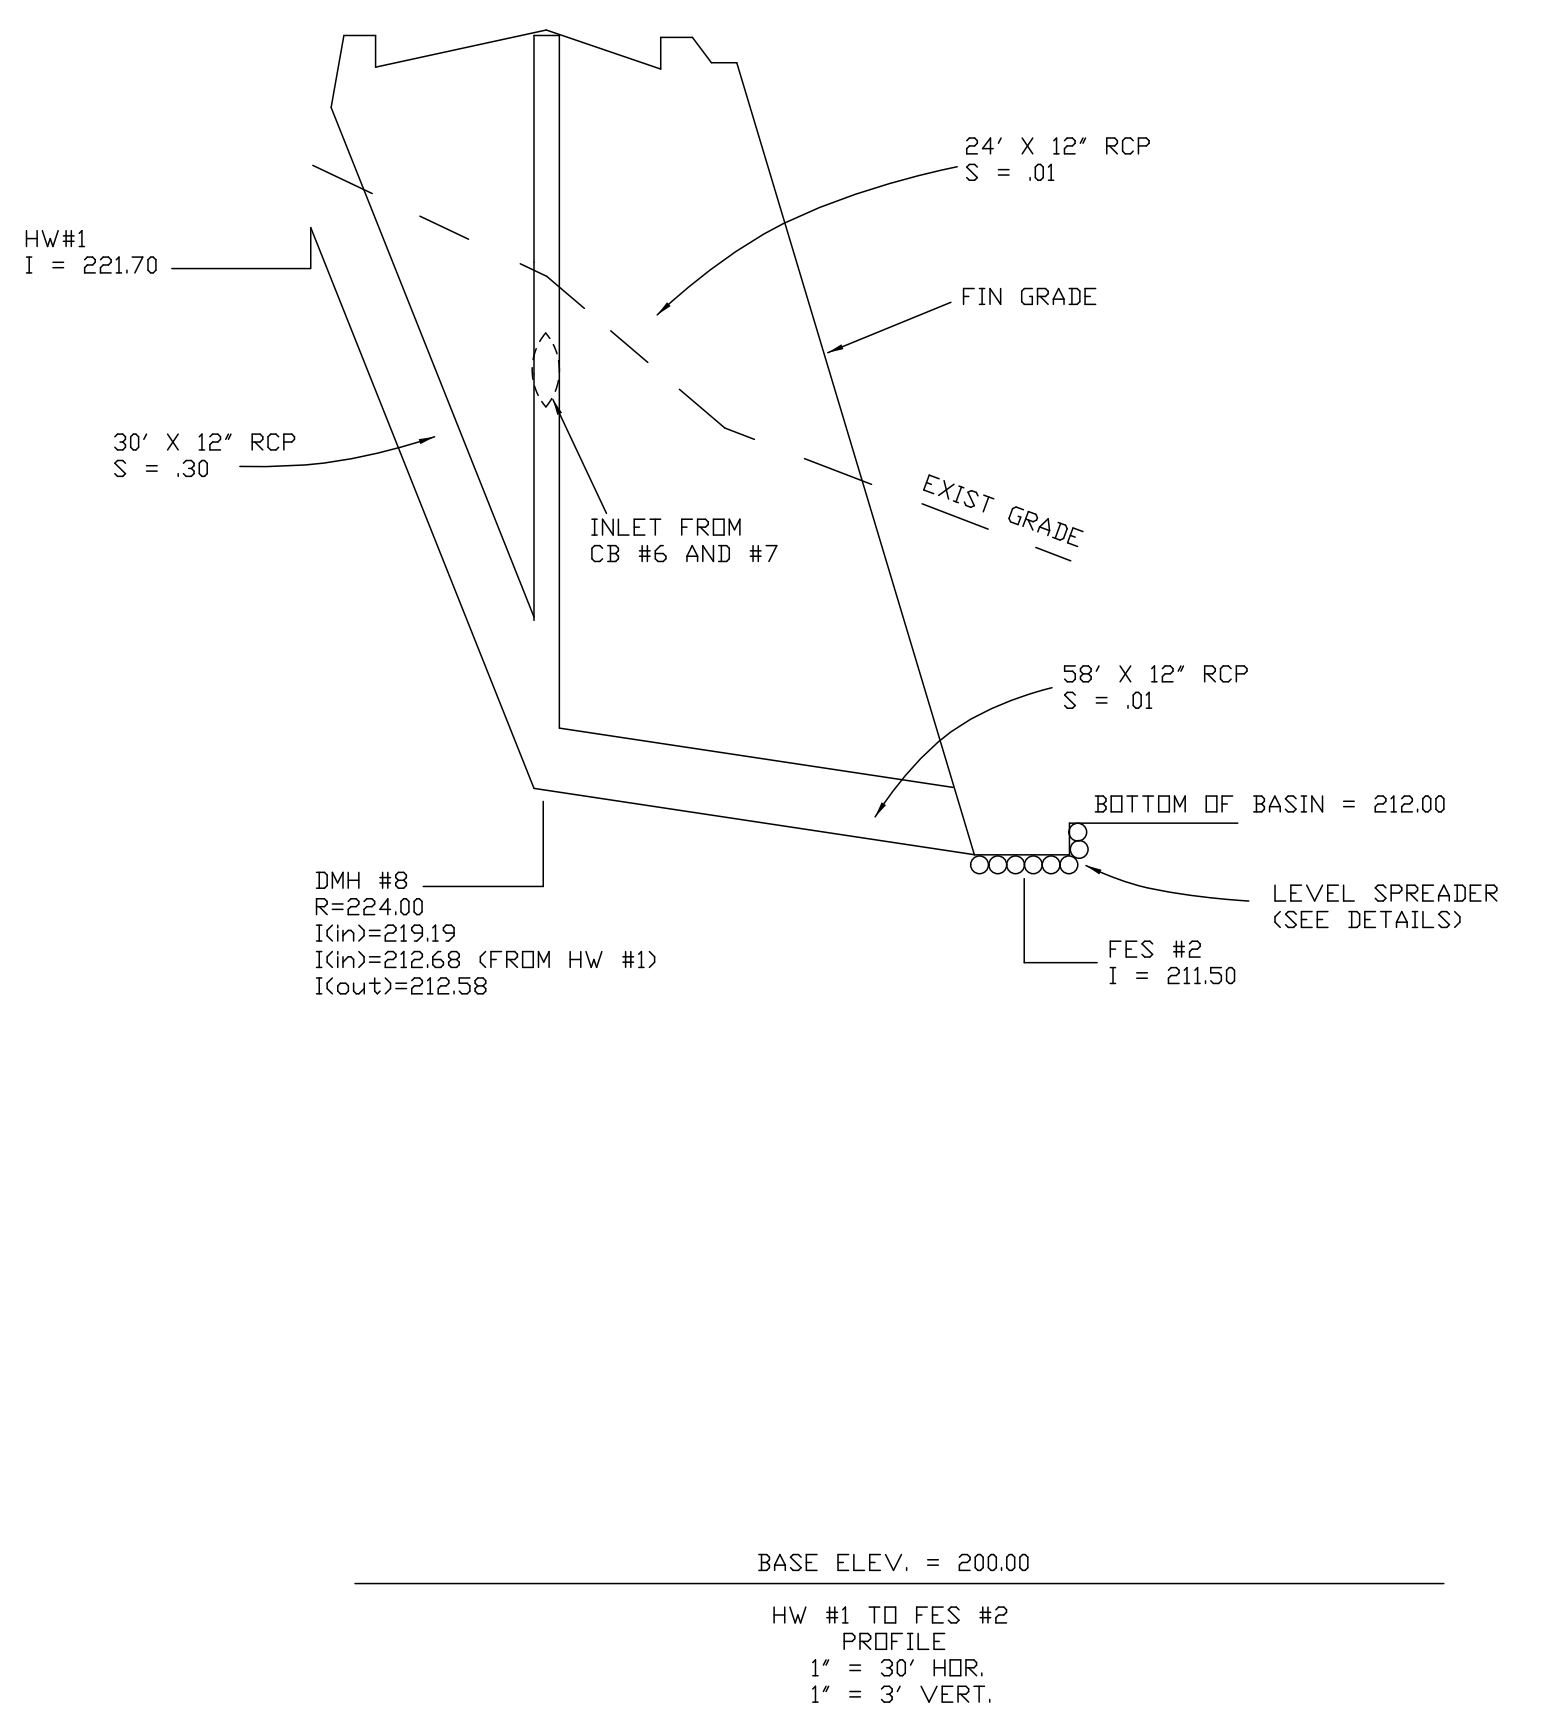 24' X 12" RCP
S = .01
HW#1
I = 221.70
FIN GRADE
30' X 12" RCP
S = .30
EXIST GRADE
INLET FROM
CB #6 AND #7
58' X 12" RCP
S = .01
BOTTOM OF BASIN = 212.00
DMH #8
R=224.00
I(in)=219.19
I(in)=212.68 (FROM HW #1)
I(out)=212.58
LEVEL SPREADER
(SEE DETAILS)
FES #2
I = 211.50
BASE ELEV. = 200.00
HW #1 TO FES #2
PROFILE
1" = 30' HOR.
1" = 3' VERT.